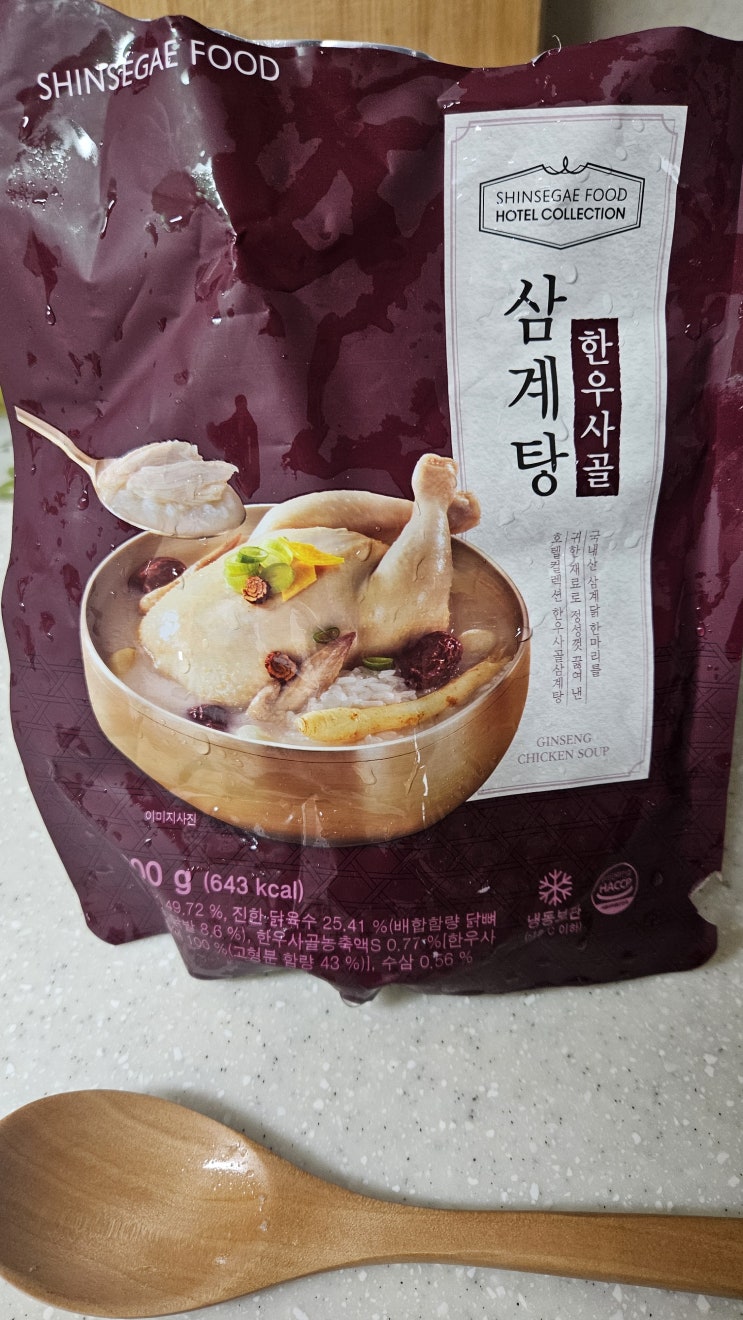 SHINSEGAE FOOD
SHINSEGAE FOOD
HOTEL COLLECTION
삼계탕
한우사골
국내산 삼계닭 한마리를
귀한 재료로 정성껏 끓여 낸
호텔컬렉션 한우사골삼계탕
GINSENG
CHICKEN SOUP
이미지사진
00 g (643 kcal)
49.72 %, 진한 닭육수 25.41 %(배합함량 닭뼈
8.6 %), 한우사골농축액S 0.77 %[한우사
100 %(고형분 함량 43 %)], 수삼 0.56 %
냉동보관
이하)
HACCP